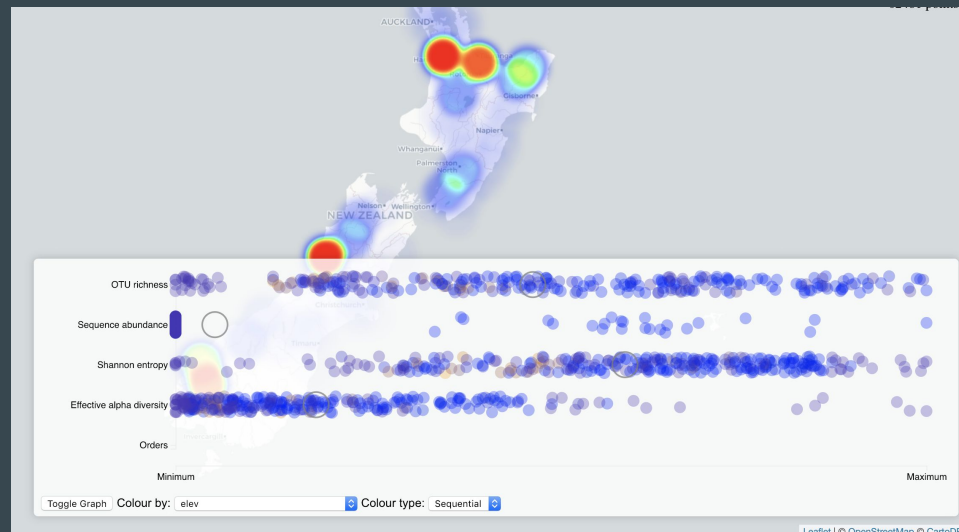 AUCKLAND
Gisborne
Napier
Whanganui
Palmerston
North
Nelson Wellington
NEW ZEALAND
OTU richness
Sequence abundance
Shannon entropy
Effective alpha diversity
Orders
Minimum Maximum
Toggle Graph Colour by: elev Colour type: Sequential
Leaflet | © OpenStreetMap © CartoDB